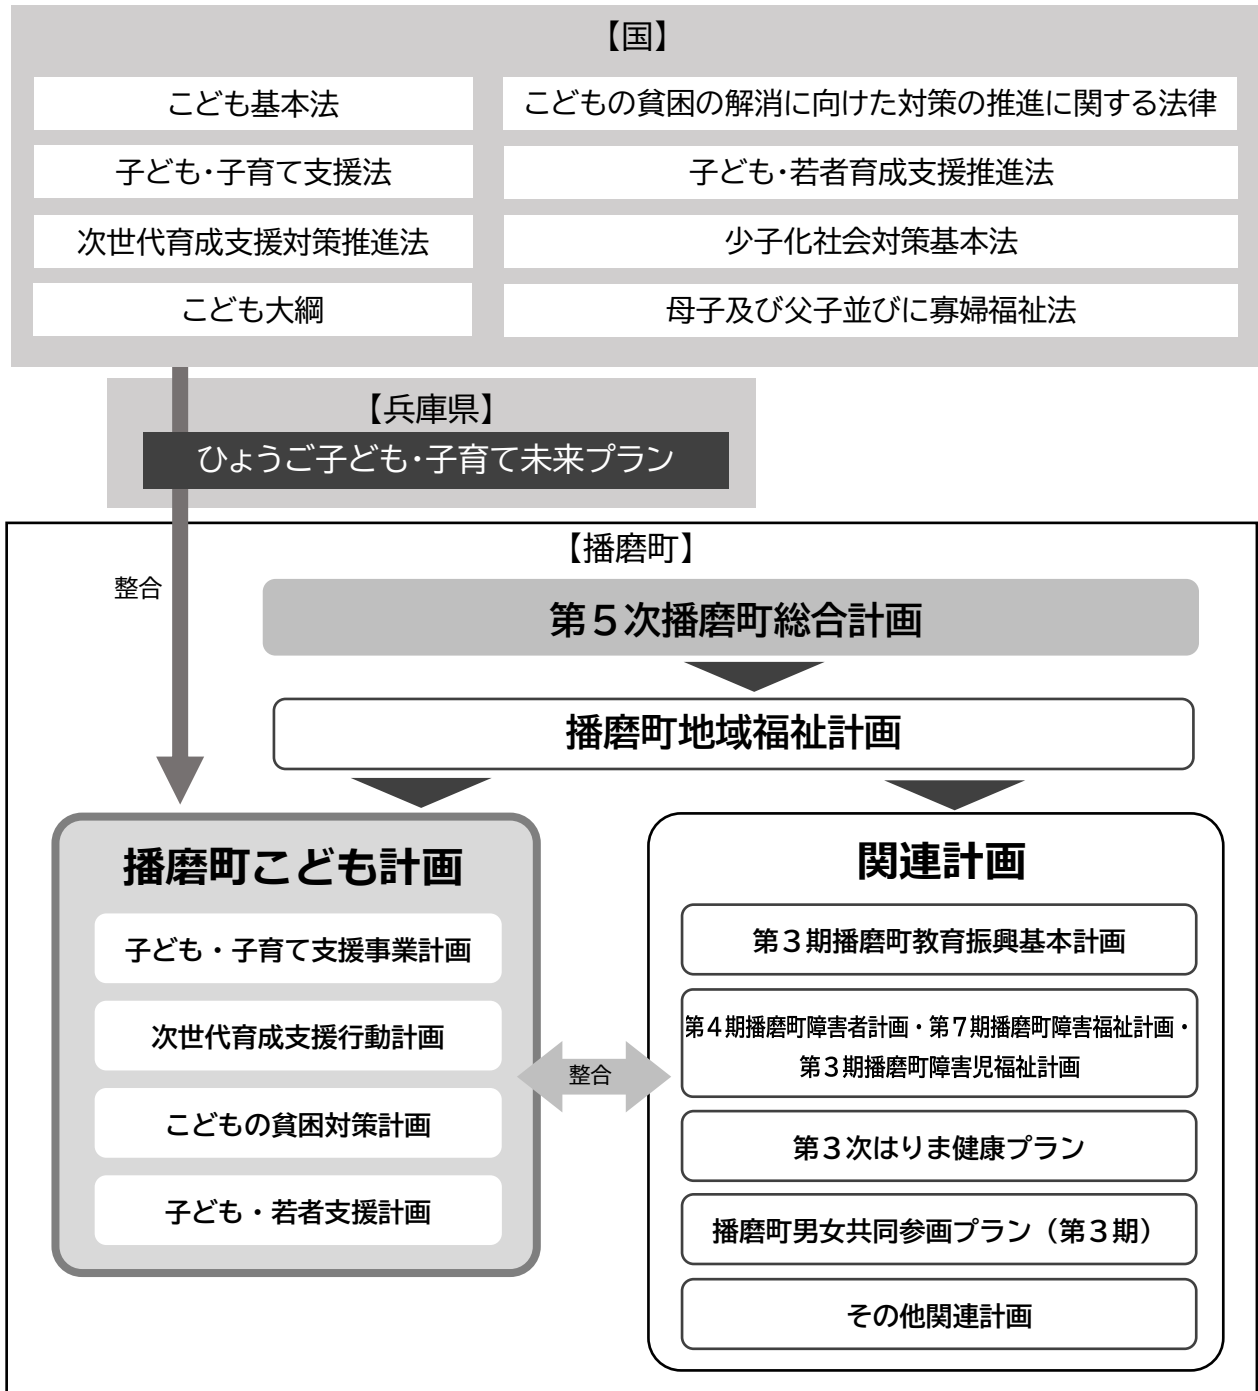 【国】
こども基本法
こどもの貧困の解消に向けた対策の推進に関する法律
子ども・子育て支援法
子ども・若者育成支援推進法
次世代育成支援対策推進法
少子化社会対策基本法
こども大綱
母子及び父子並びに寡婦福祉法
【兵庫県】
ひょうご子ども・子育て未来プラン
【播磨町】
整合
第５次播磨町総合計画
播磨町地域福祉計画
播磨町こども計画
子ども・子育て支援事業計画
次世代育成支援行動計画
こどもの貧困対策計画
子ども・若者支援計画
整合
関連計画
第３期播磨町教育振興基本計画
第４期播磨町障害者計画・第７期播磨町障害福祉計画・
第３期播磨町障害児福祉計画
第３次はりま健康プラン
播磨町男女共同参画プラン（第３期）
その他関連計画